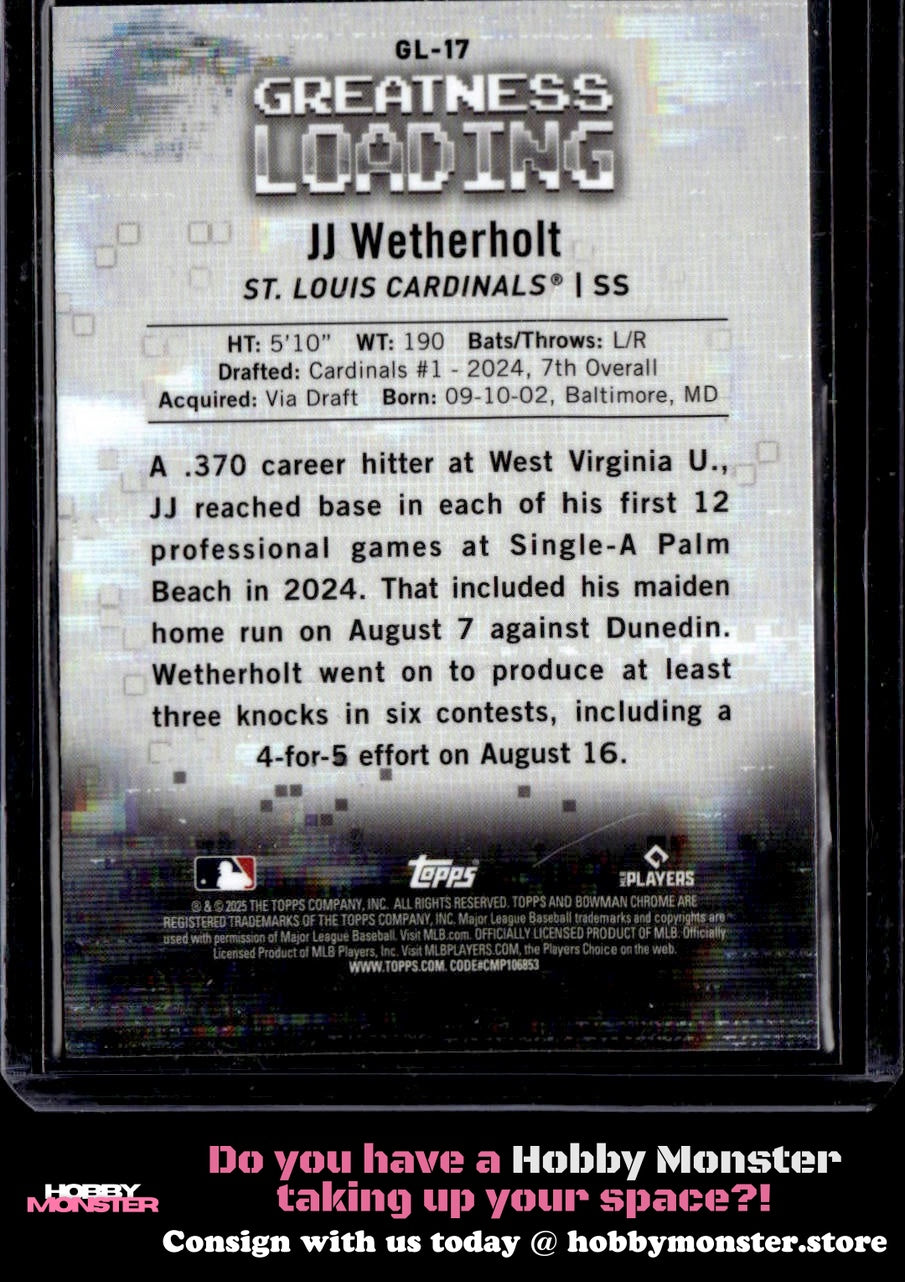 GL-17
GREATNESS
LOADING
JJ Wetherholt
ST. LOUIS CARDINALS® | SS
HT: 5'10" WT: 190 Bats/Throws: L/R
Drafted: Cardinals #1 - 2024, 7th Overall
Acquired: Via Draft Born: 09-10-02, Baltimore, MD
A .370 career hitter at West Virginia U.,
JJ reached base in each of his first 12
professional games at Single-A Palm
Beach in 2024. That included his maiden
home run on August 7 against Dunedin.
Wetherholt went on to produce at least
three knocks in six contests, including a
4-for-5 effort on August 16.
Topps
MLB PLAYERS
® & © 2025 THE TOPPS COMPANY, INC. ALL RIGHTS RESERVED. TOPPS AND BOWMAN CHROME ARE
REGISTERED TRADEMARKS OF THE TOPPS COMPANY, INC. Major League Baseball trademarks and copyrights are
used with permission of Major League Baseball. Visit MLB.com. OFFICIALLY LICENSED PRODUCT OF MLB. Officially
Licensed Product of MLB Players, Inc. Visit MLBPLAYERS.COM, the Players Choice on the web.
WWW.TOPPS.COM. CODE#CMP106853
Do you have a Hobby Monster
taking up your space?!
HOBBY
MONSTER
Consign with us today @ hobbymonster.store